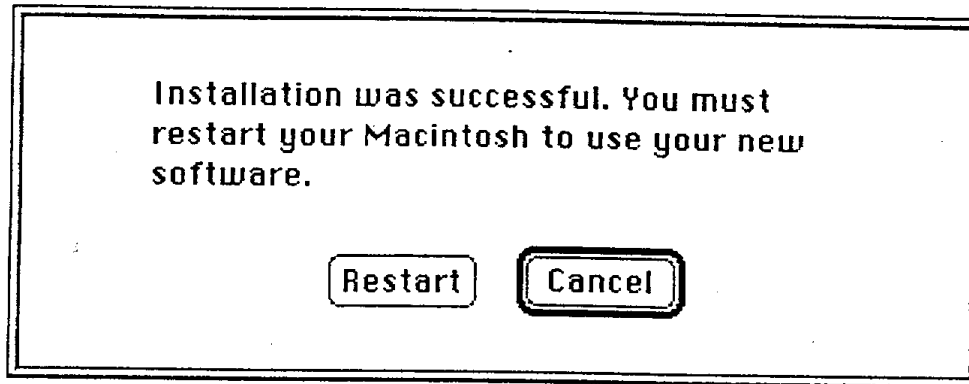 Installation was successful. You must
restart your Macintosh to use your new
software.
Restart Cancel